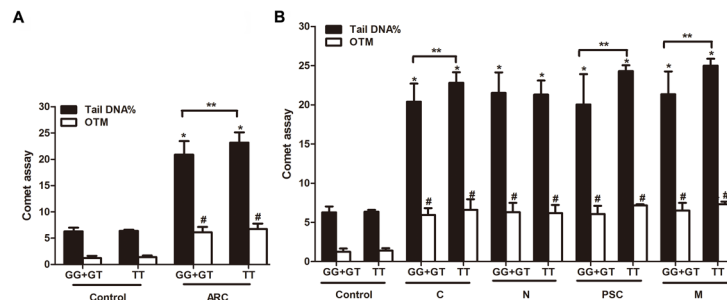 A
Tail DNA%
OTM
Comet assay
30
25
20
15
10
5
0
**
*
*
#
#
GG+GT TT GG+GT TT
Control ARC
B
Tail DNA%
OTM
Comet assay
30
25
20
15
10
5
0
** ** **
* * * * * * * *
# # # # # # # #
GG+GT TT GG+GT TT GG+GT TT GG+GT TT GG+GT TT
Control C N PSC M